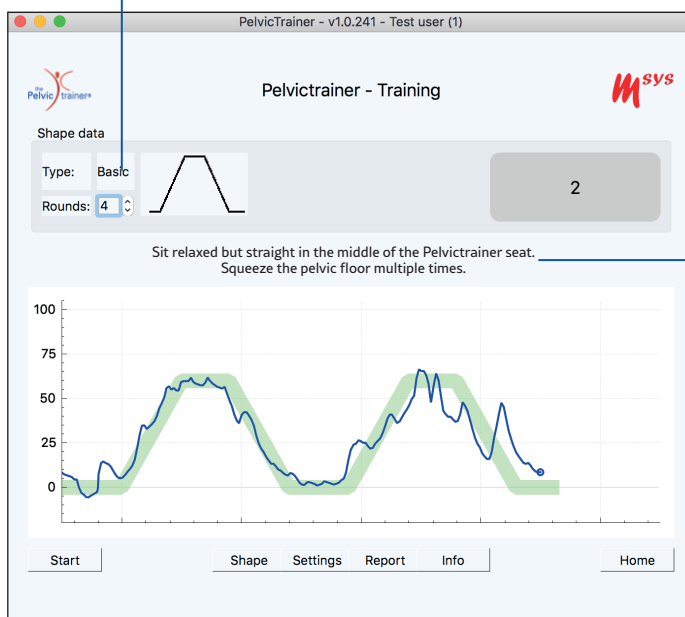 PelvicTrainer - v1.0.241 - Test user (1)
the
Pelvic trainer®
Pelvictrainer - Training
Msys
Shape data
Type: Basic
Rounds: 4
2
Sit relaxed but straight in the middle of the Pelvictrainer seat.
Squeeze the pelvic floor multiple times.
100
75
50
25
0
Start Shape Settings Report Info Home